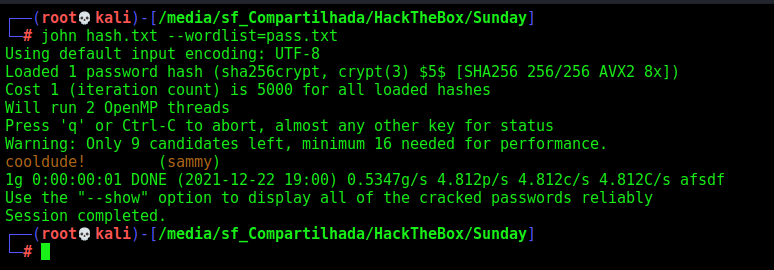 ┌──(root💀kali)-[/media/sf_Compartilhada/HackTheBox/Sunday]
└─# john hash.txt --wordlist=pass.txt
Using default input encoding: UTF-8
Loaded 1 password hash (sha256crypt, crypt(3) $5$ [SHA256 256/256 AVX2 8x])
Cost 1 (iteration count) is 5000 for all loaded hashes
Will run 2 OpenMP threads
Press 'q' or Ctrl-C to abort, almost any other key for status
Warning: Only 9 candidates left, minimum 16 needed for performance.
cooldude!        (sammy)
1g 0:00:00:01 DONE (2021-12-22 19:00) 0.5347g/s 4.812p/s 4.812c/s 4.812C/s afsdf
Use the "--show" option to display all of the cracked passwords reliably
Session completed.
┌──(root💀kali)-[/media/sf_Compartilhada/HackTheBox/Sunday]
└─#